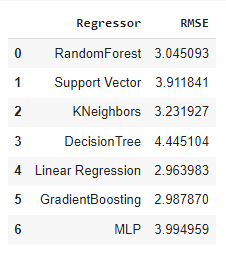 Regressor RMSE
0 RandomForest 3.045093
1 Support Vector 3.911841
2 KNeighbors 3.231927
3 DecisionTree 4.445104
4 Linear Regression 2.963983
5 GradientBoosting 2.987870
6 MLP 3.994959